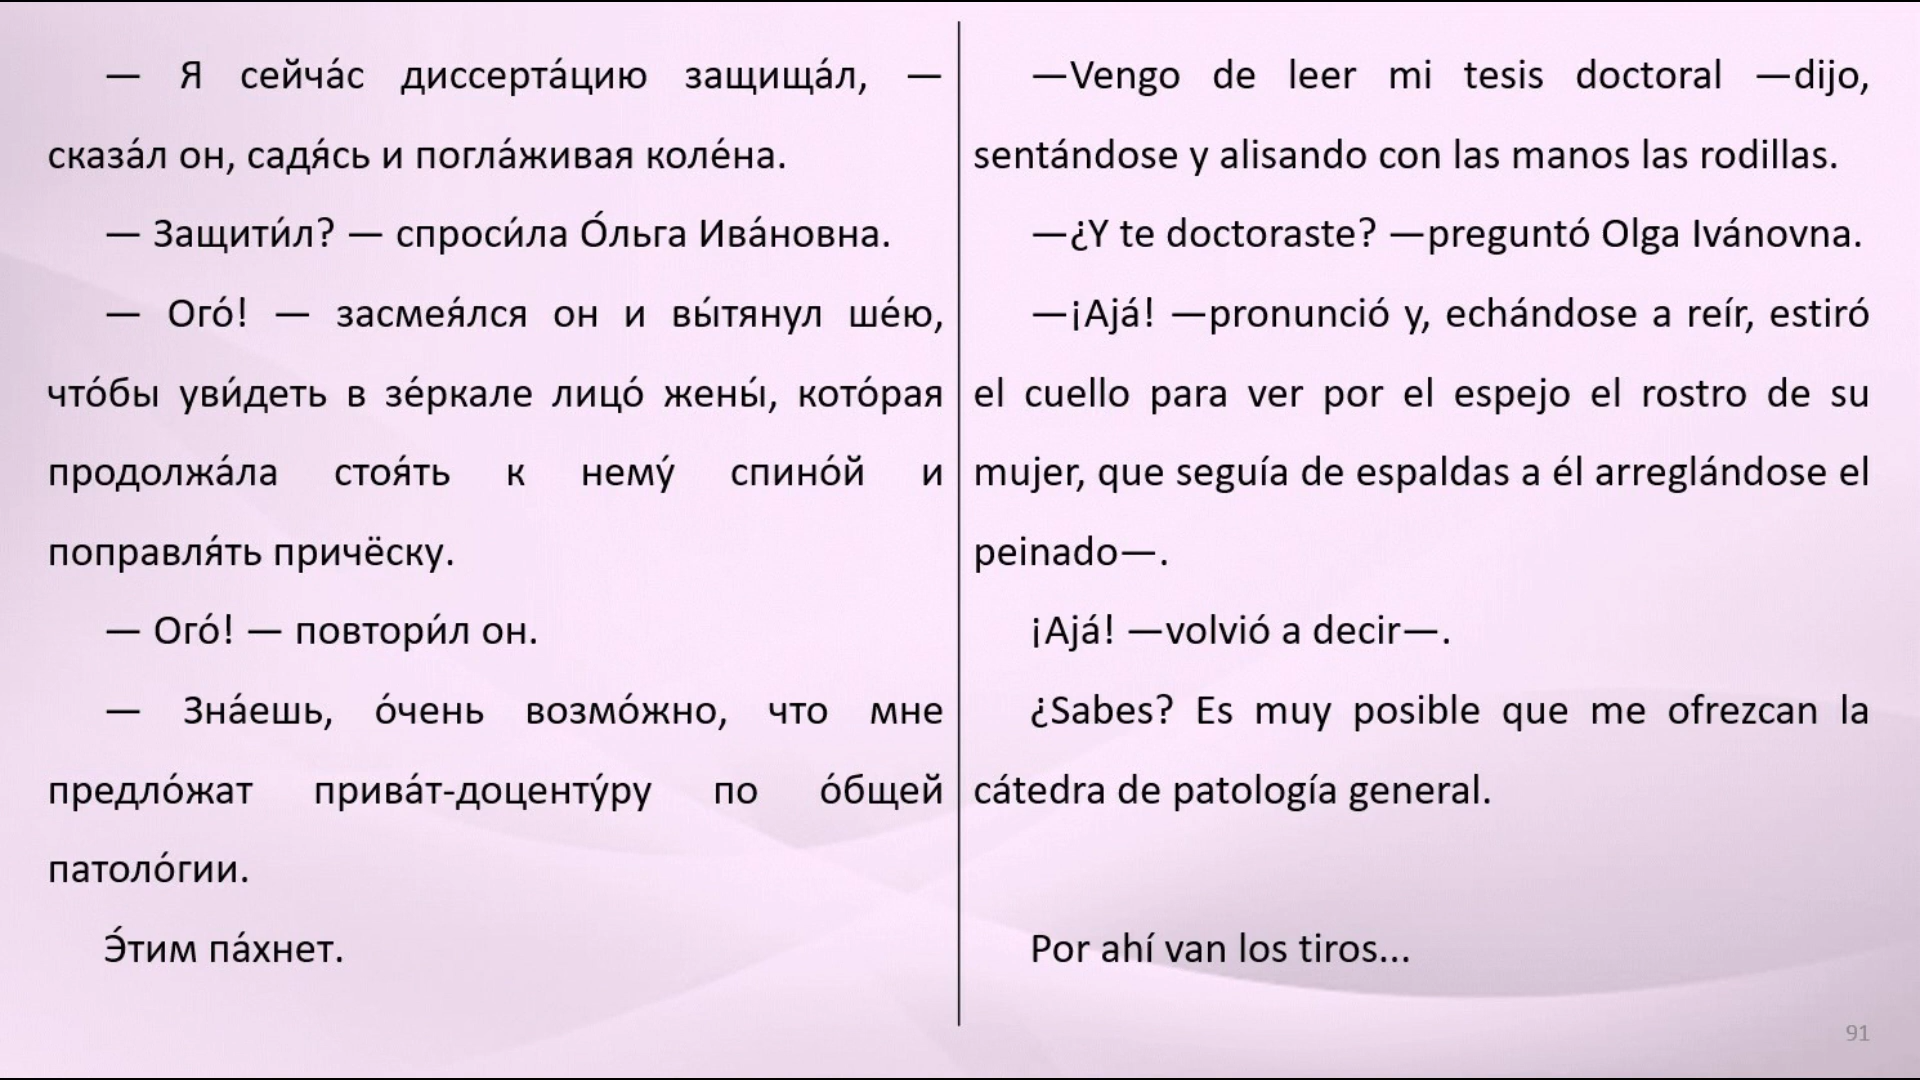 — Я сейча́с диссерта́цию защища́л, —
сказа́л он, садя́сь и погла́живая коле́на.
— Защити́л? — спроси́ла О́льга Ива́новна.
— Ого́! — засмея́лся он и вы́тянул ше́ю,
что́бы уви́деть в зе́ркале лицо́ жены́, кото́рая
продолжа́ла стоя́ть к нему́ спино́й и
поправля́ть причёску.
— Ого́! — повтори́л он.
— Зна́ешь, о́чень возмо́жно, что мне
предло́жат прива́т-доценту́ру по о́бщей
патоло́гии.
Э́тим па́хнет.
—Vengo de leer mi tesis doctoral —dijo,
sentándose y alisando con las manos las rodillas.
—¿Y te doctoraste? —preguntó Olga Ivánovna.
—¡Ajá! —pronunció y, echándose a reír, estiró
el cuello para ver por el espejo el rostro de su
mujer, que seguía de espaldas a él arreglándose el
peinado—.
¡Ajá! —volvió a decir—.
¿Sabes? Es muy posible que me ofrezcan la
cátedra de patología general.
Por ahí van los tiros...
91